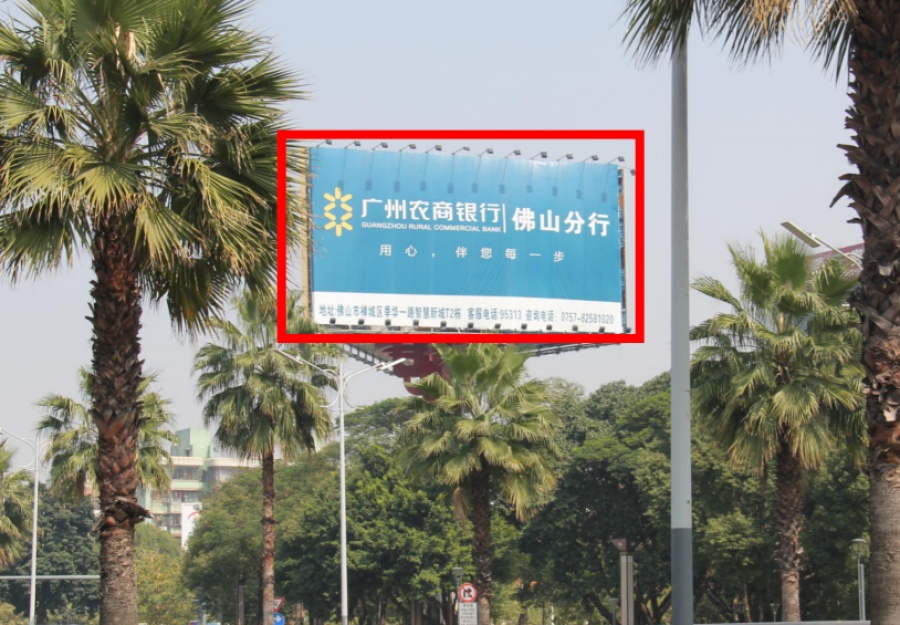 广州农商银行|佛山分行
GUANGZHOU RURAL COMMERCIAL BANK
用心，伴您每一步
地址:佛山市禅城区季华一路智慧新城T2栋 客服电话:95313 咨询电话: 0757-82581020